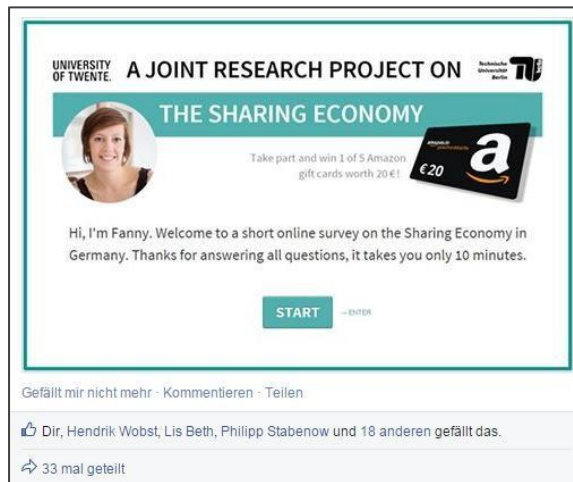 UNIVERSITY
OF TWENTE.
A JOINT RESEARCH PROJECT ON
Technische
Universität
Berlin
THE SHARING ECONOMY
Take part and win 1 of 5 Amazon
gift cards worth 20 € !
€20
a
Hi, I'm Fanny. Welcome to a short online survey on the Sharing Economy in
Germany. Thanks for answering all questions, it takes you only 10 minutes.
START
ENTER
Gefällt mir nicht mehr · Kommentieren · Teilen
Dir, Hendrik Wobst, Lis Beth, Philipp Stabenow und 18 anderen gefällt das.
33 mal geteilt